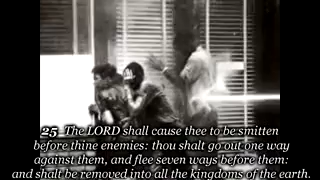 25 The LORD shall cause thee to be smitten
before thine enemies: thou shalt go out one way
against them, and flee seven ways before them:
and shalt be removed into all the kingdoms of the earth.